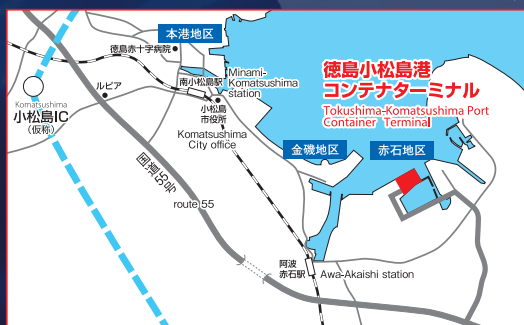 本港地区
徳島赤十字病院
ルピア
南小松島駅
Minami-
Komatsushima
station
小松島
市役所
Komatsushima
City office
Komatsushima
小松島IC
（仮称）
徳島小松島港
コンテナターミナル
Tokushima-Komatsushima Port
Container Terminal
金磯地区
赤石地区
国道55号
route 55
阿波
赤石駅
Awa-Akaishi station